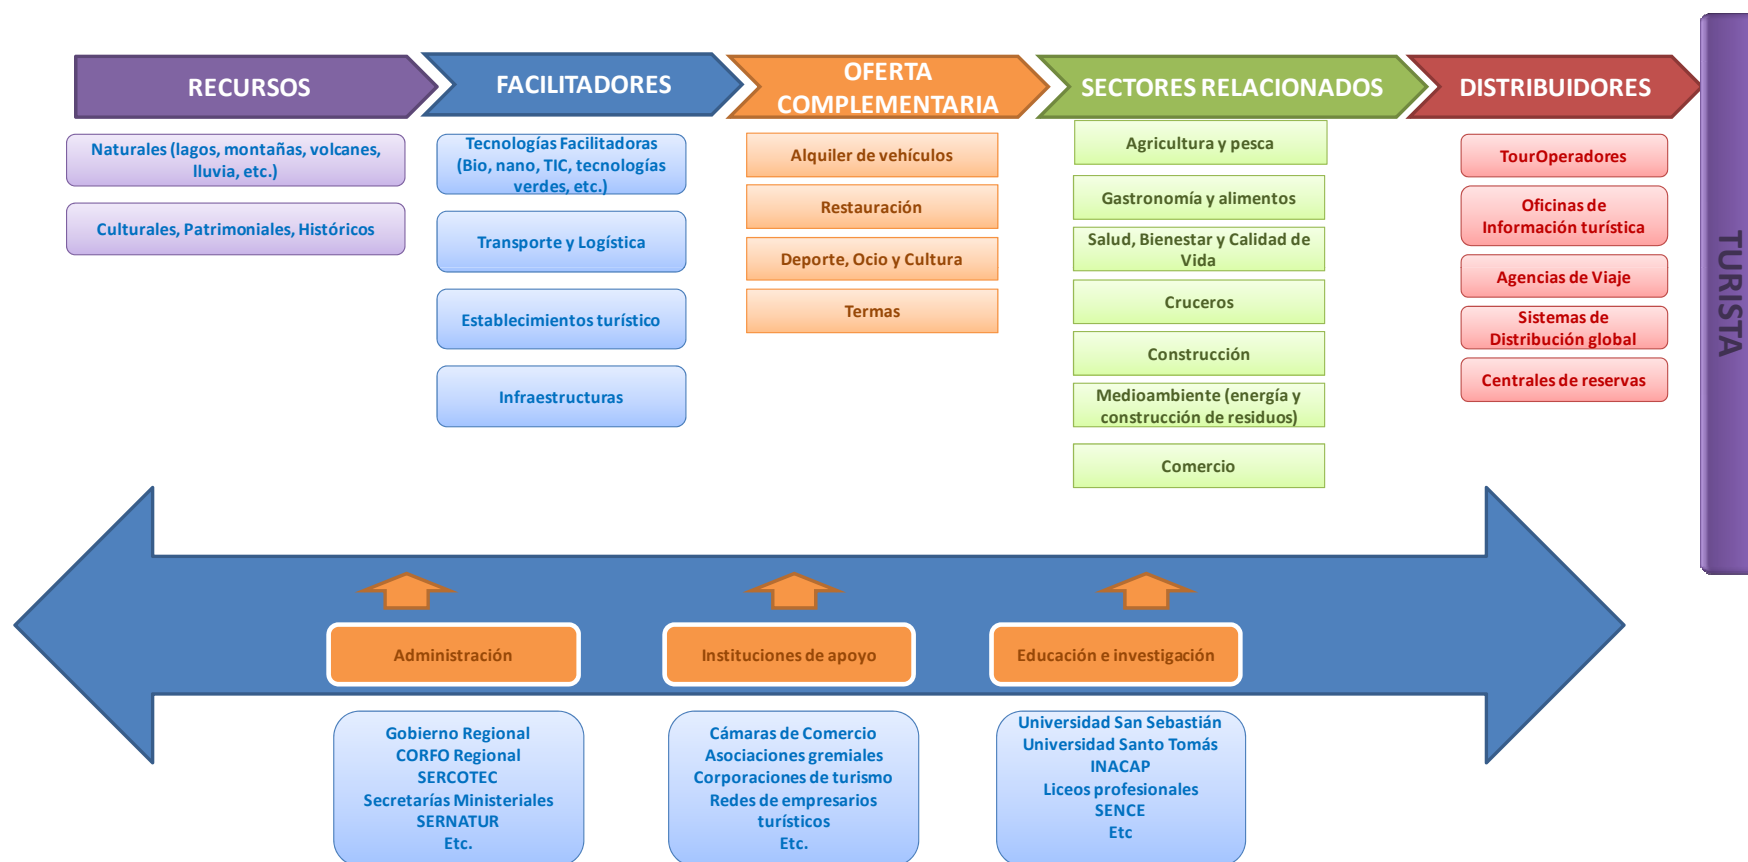 RECURSOS
FACILITADORES
OFERTA
COMPLEMENTARIA
SECTORES RELACIONADOS
DISTRIBUIDORES
TURISTA
Naturales (lagos, montañas, volcanes,
lluvia, etc.)
Culturales, Patrimoniales, Históricos
Tecnologías Facilitadoras
(Bio, nano, TIC, tecnologías
verdes, etc.)
Transporte y Logística
Establecimientos turístico
Infraestructuras
Alquiler de vehículos
Restauración
Deporte, Ocio y Cultura
Termas
Agricultura y pesca
Gastronomía y alimentos
Salud, Bienestar y Calidad de
Vida
Cruceros
Construcción
Medioambiente (energía y
construcción de residuos)
Comercio
TourOperadores
Oficinas de
Información turística
Agencias de Viaje
Sistemas de
Distribución global
Centrales de reservas
Administración
Gobierno Regional
CORFO Regional
SERCOTEC
Secretarías Ministeriales
SERNATUR
Etc.
Instituciones de apoyo
Cámaras de Comercio
Asociaciones gremiales
Corporaciones de turismo
Redes de empresarios
turísticos
Etc.
Educación e investigación
Universidad San Sebastián
Universidad Santo Tomás
INACAP
Liceos profesionales
SENCE
Etc